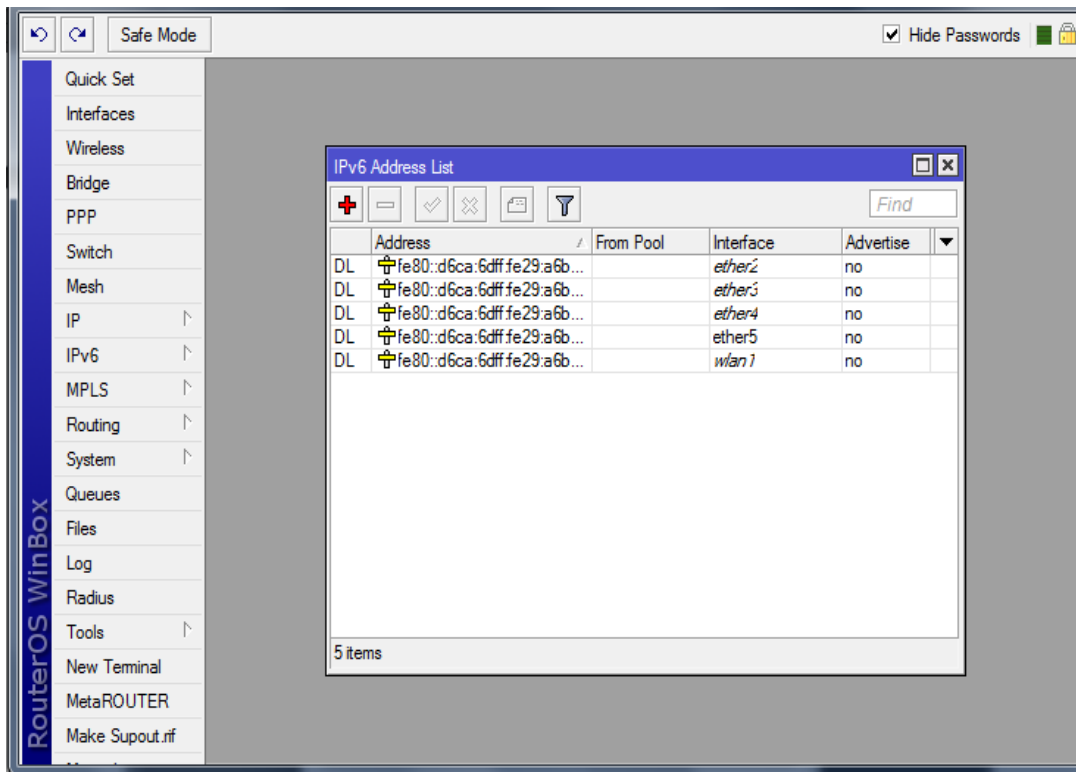 Safe Mode
Hide Passwords
RouterOS WinBox
Quick Set
Interfaces
Wireless
Bridge
PPP
Switch
Mesh
IP
IPv6
MPLS
Routing
System
Queues
Files
Log
Radius
Tools
New Terminal
MetaROUTER
Make Supout.rif
IPv6 Address List
Find
Address From Pool Interface Advertise
DL fe80::d6ca:6dff:fe29:a6b... ether2 no
DL fe80::d6ca:6dff:fe29:a6b... ether3 no
DL fe80::d6ca:6dff:fe29:a6b... ether4 no
DL fe80::d6ca:6dff:fe29:a6b... ether5 no
DL fe80::d6ca:6dff:fe29:a6b... wlan1 no
5 items